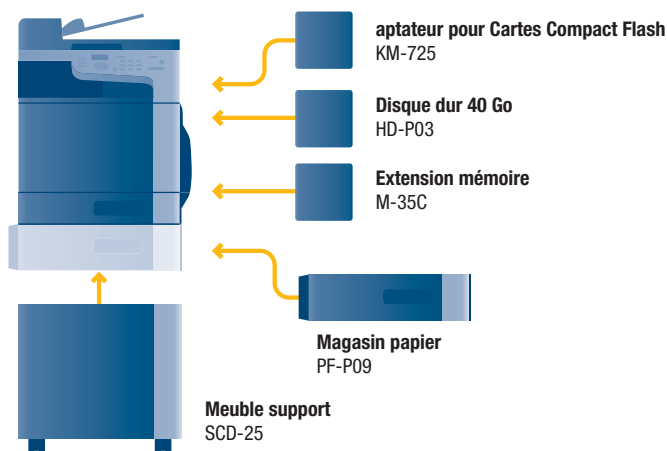 aptateur pour Cartes Compact Flash
KM-725
Disque dur 40 Go
HD-P03
Extension mémoire
M-35C
Magasin papier
PF-P09
Meuble support
SCD-25